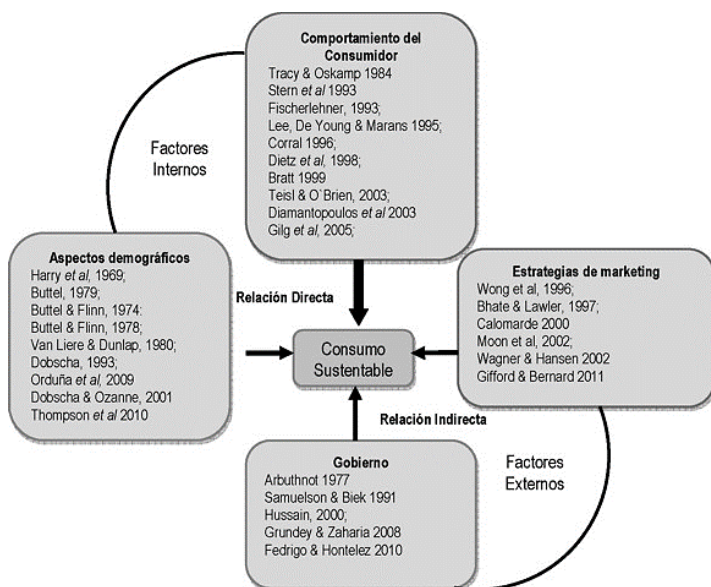 Comportamiento del
Consumidor
Tracy & Oskamp 1984
Stern et al 1993
Fischerlehner, 1993;
Lee, De Young & Marans 1995;
Corral 1996;
Dietz et al, 1998;
Bratt 1999
Teisl & O`Brien, 2003;
Diamantopoulos et al 2003
Gilg et al, 2005;
Factores
Internos
Aspectos demográficos
Harry et al, 1969;
Buttel, 1979;
Buttel & Flinn, 1974:
Buttel & Flinn, 1978;
Van Liere & Dunlap, 1980;
Dobscha, 1993;
Orduña et al, 2009
Dobscha & Ozanne, 2001
Thompson et al 2010
Relación Directa
Consumo
Sustentable
Estrategias de marketing
Wong et al, 1996;
Bhate & Lawler, 1997;
Calomarde 2000
Moon et al, 2002;
Wagner & Hansen 2002
Gifford & Bernard 2011
Relación Indirecta
Gobierno
Arbuthnot 1977
Samuelson & Biek 1991
Hussain, 2000;
Grundey & Zaharia 2008
Fedrigo & Hontelez 2010
Factores
Externos